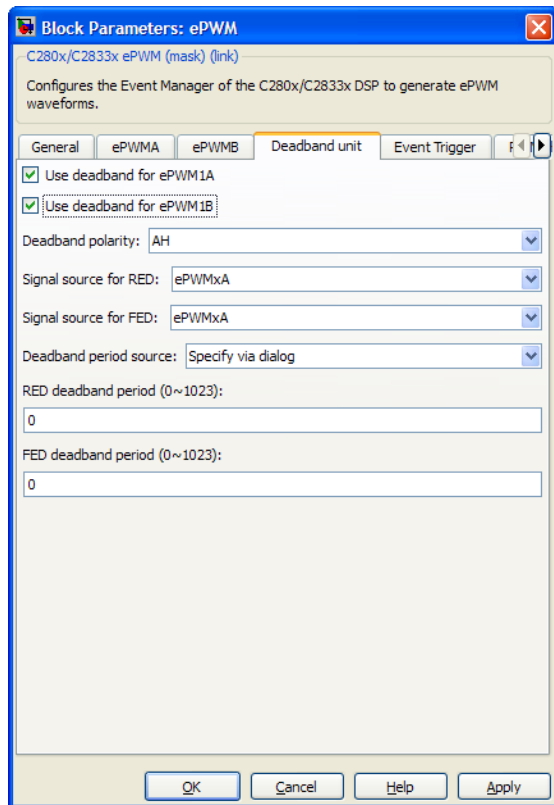 Block Parameters: ePWM
C280x/C2833x ePWM (mask) (link)
Configures the Event Manager of the C280x/C2833x DSP to generate ePWM
waveforms.
General ePWMA ePWMB Deadband unit Event Trigger
Use deadband for ePWM1A
Use deadband for ePWM1B
Deadband polarity: AH
Signal source for RED: ePWMxA
Signal source for FED: ePWMxA
Deadband period source: Specify via dialog
RED deadband period (0~1023):
0
FED deadband period (0~1023):
0
OK Cancel Help Apply